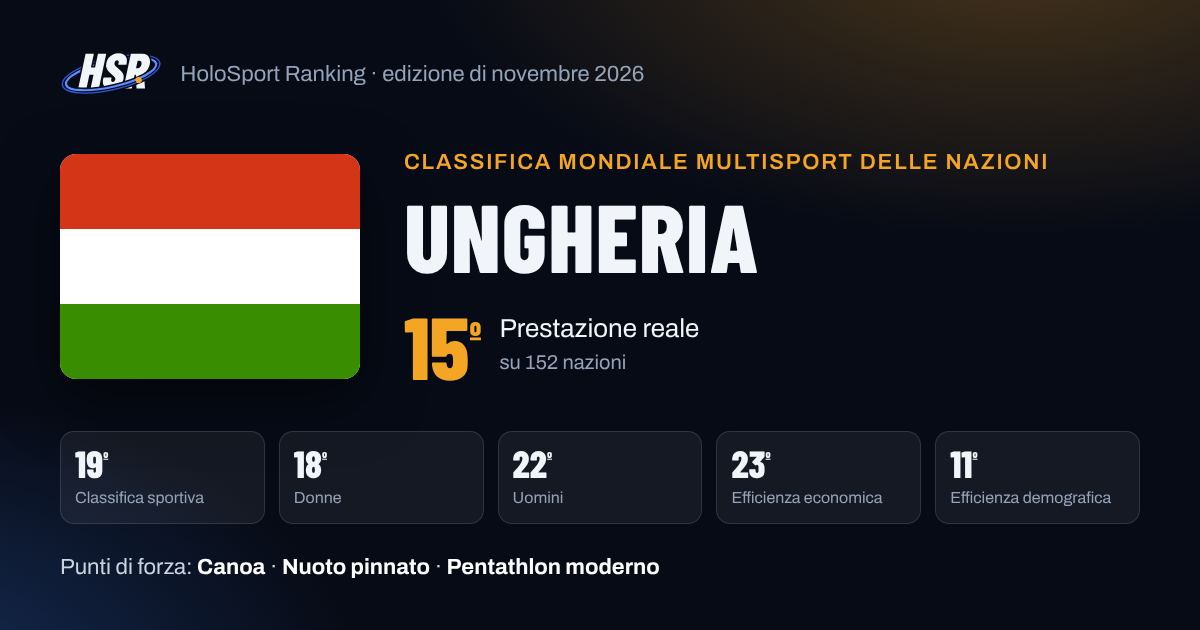 HSR
HoloSport Ranking · edizione di novembre 2026
CLASSIFICA MONDIALE MULTISPORT DELLE NAZIONI
UNGHERIA
15º
Prestazione reale
su 152 nazioni
19º
Classifica sportiva
18º
Donne
22º
Uomini
23º
Efficienza economica
11º
Efficienza demografica
Punti di forza: Canoa · Nuoto pinnato · Pentathlon moderno